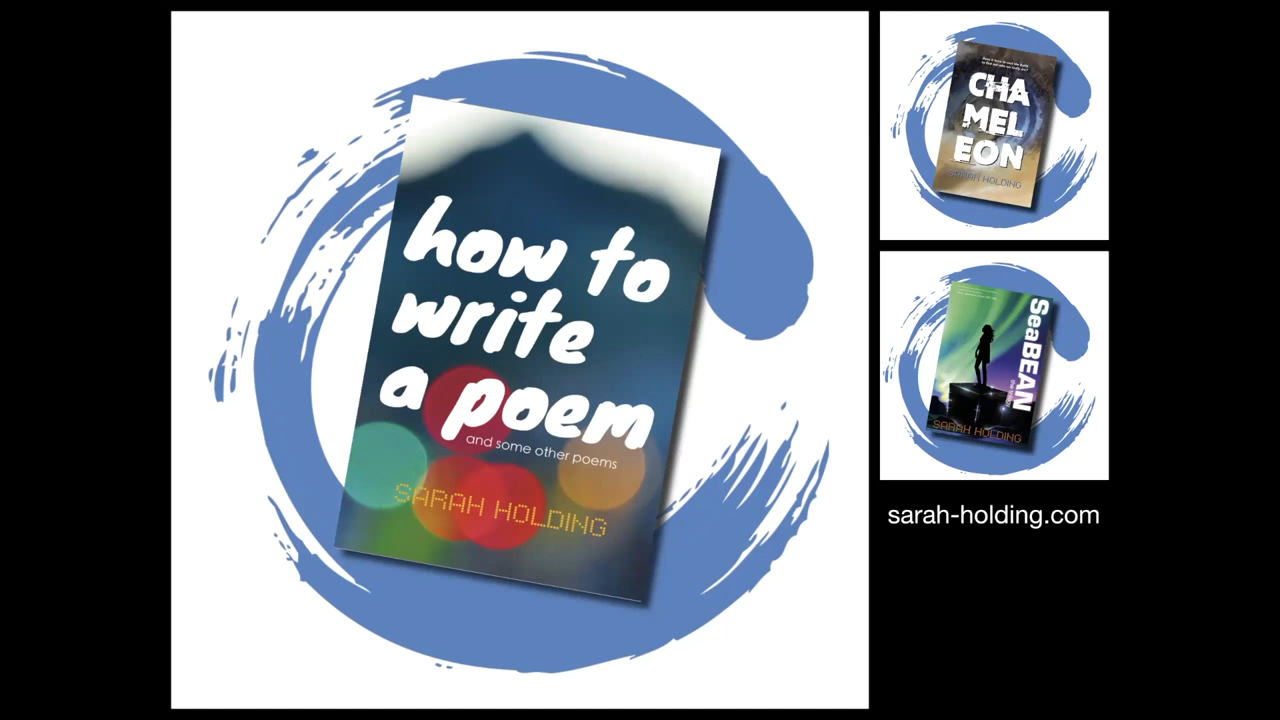 how to
write
a poem
and some other poems
SARAH HOLDING
CHA
MEL
EON
SARAH HOLDING
SeaBEAN
SARAH HOLDING
sarah-holding.com